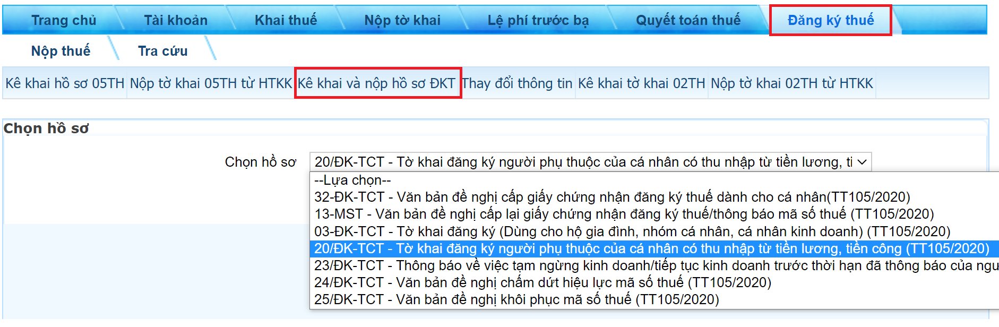 Trang chủ Tài khoản Khai thuế Nộp tờ khai Lệ phí trước bạ Quyết toán thuế Đăng ký thuế
Nộp thuế Tra cứu
Kê khai hồ sơ 05TH Nộp tờ khai 05TH từ HTKK Kê khai và nộp hồ sơ ĐKT Thay đổi thông tin Kê khai tờ khai 02TH Nộp tờ khai 02TH từ HTKK
Chọn hồ sơ
Chọn hồ sơ 20/ĐK-TCT - Tờ khai đăng ký người phụ thuộc của cá nhân có thu nhập từ tiền lương, ti
--Lựa chọn--
32-ĐK-TCT - Văn bản đề nghị cấp giấy chứng nhận đăng ký thuế dành cho cá nhân(TT105/2020)
13-MST - Văn bản đề nghị cấp lại giấy chứng nhận đăng ký thuế/thông báo mã số thuế (TT105/2020)
03-ĐK-TCT - Tờ khai đăng ký (Dùng cho hộ gia đình, nhóm cá nhân, cá nhân kinh doanh) (TT105/2020)
20/ĐK-TCT - Tờ khai đăng ký người phụ thuộc của cá nhân có thu nhập từ tiền lương, tiền công (TT105/2020)
23/ĐK-TCT - Thông báo về việc tạm ngừng kinh doanh/tiếp tục kinh doanh trước thời hạn đã thông báo của ngu
24/ĐK-TCT - Văn bản đề nghị chấm dứt hiệu lực mã số thuế (TT105/2020)
25/ĐK-TCT - Văn bản đề nghị khôi phục mã số thuế (TT105/2020)